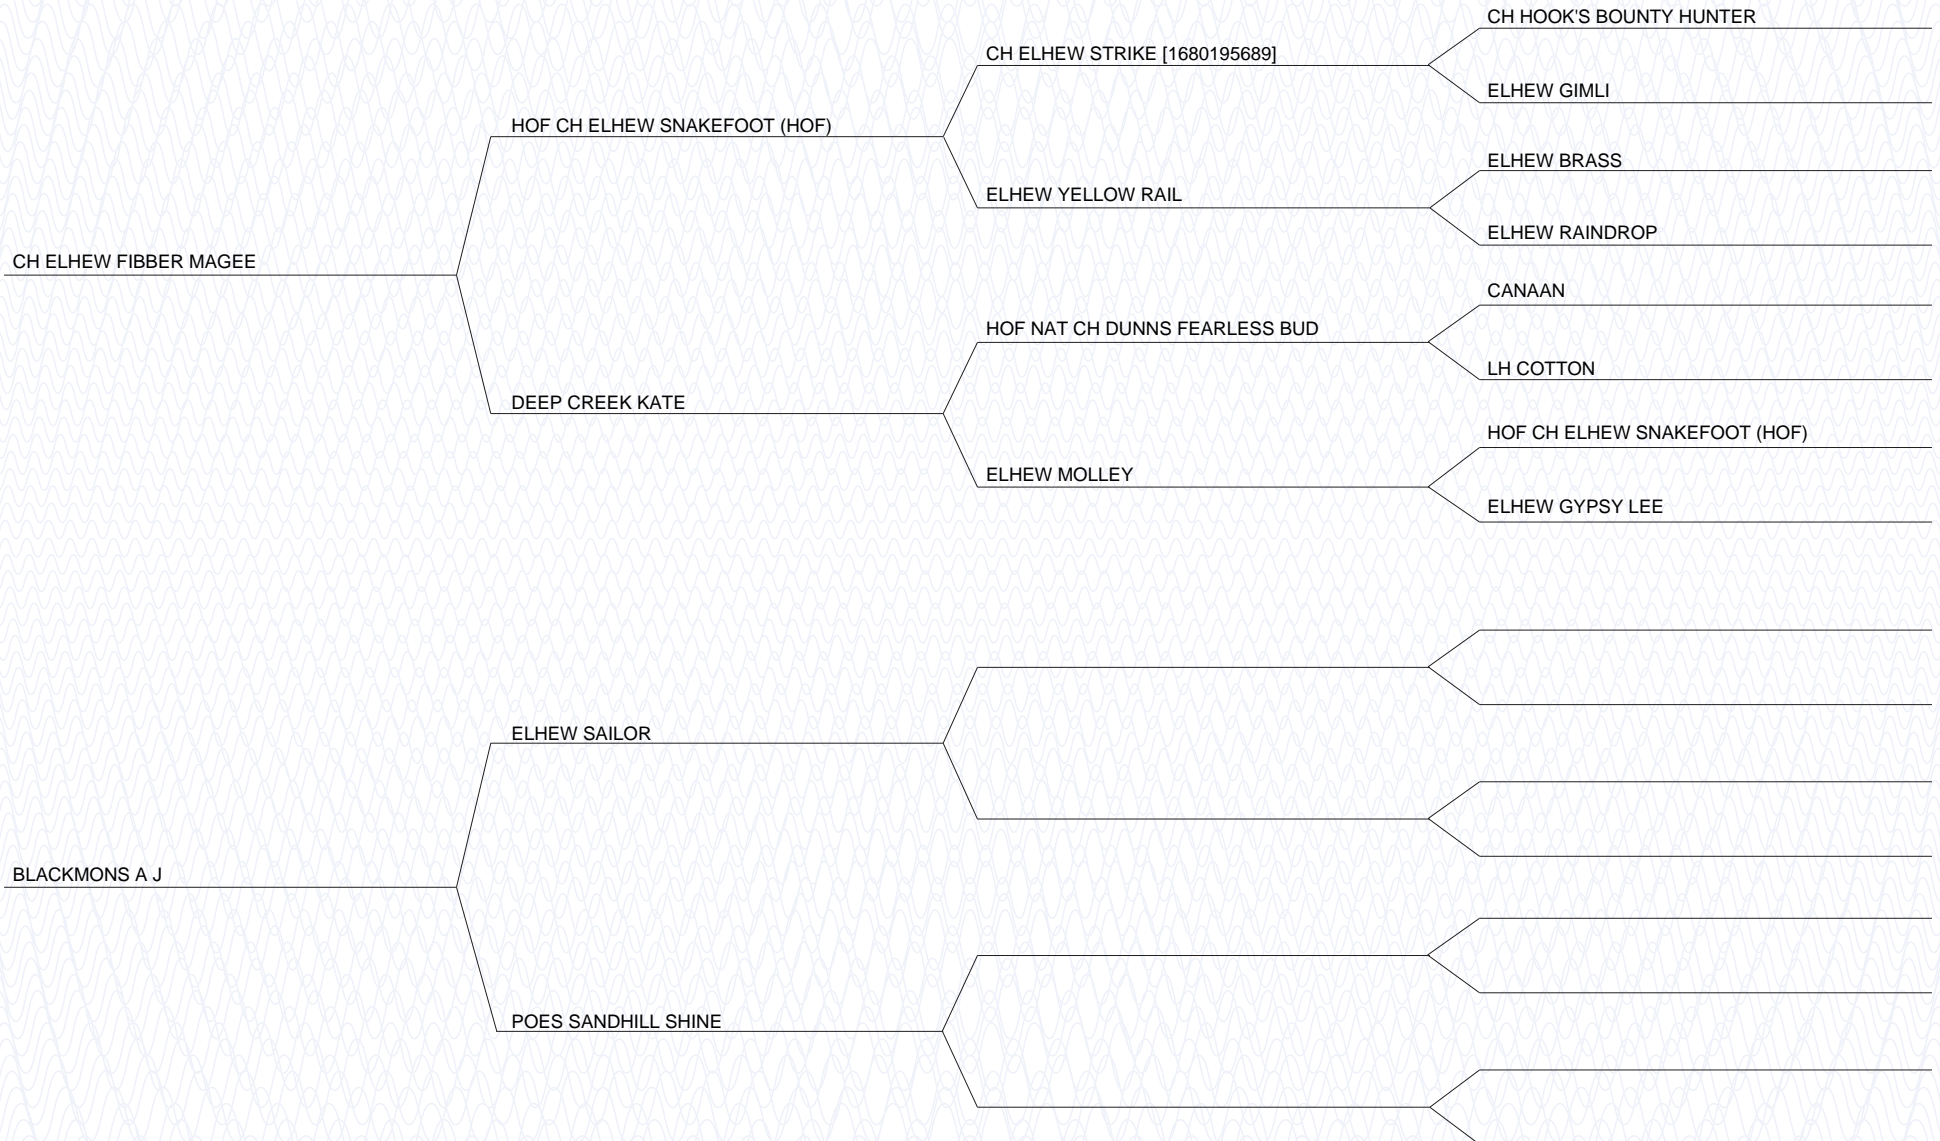 CH HOOK'S BOUNTY HUNTER
CH ELHEW STRIKE [1680195689]
ELHEW GIMLI
HOF CH ELHEW SNAKEFOOT (HOF)
ELHEW BRASS
ELHEW YELLOW RAIL
ELHEW RAINDROP
CH ELHEW FIBBER MAGEE
CANAAN
HOF NAT CH DUNNS FEARLESS BUD
LH COTTON
DEEP CREEK KATE
HOF CH ELHEW SNAKEFOOT (HOF)
ELHEW MOLLEY
ELHEW GYPSY LEE
ELHEW SAILOR
BLACKMONS A J
POES SANDHILL SHINE